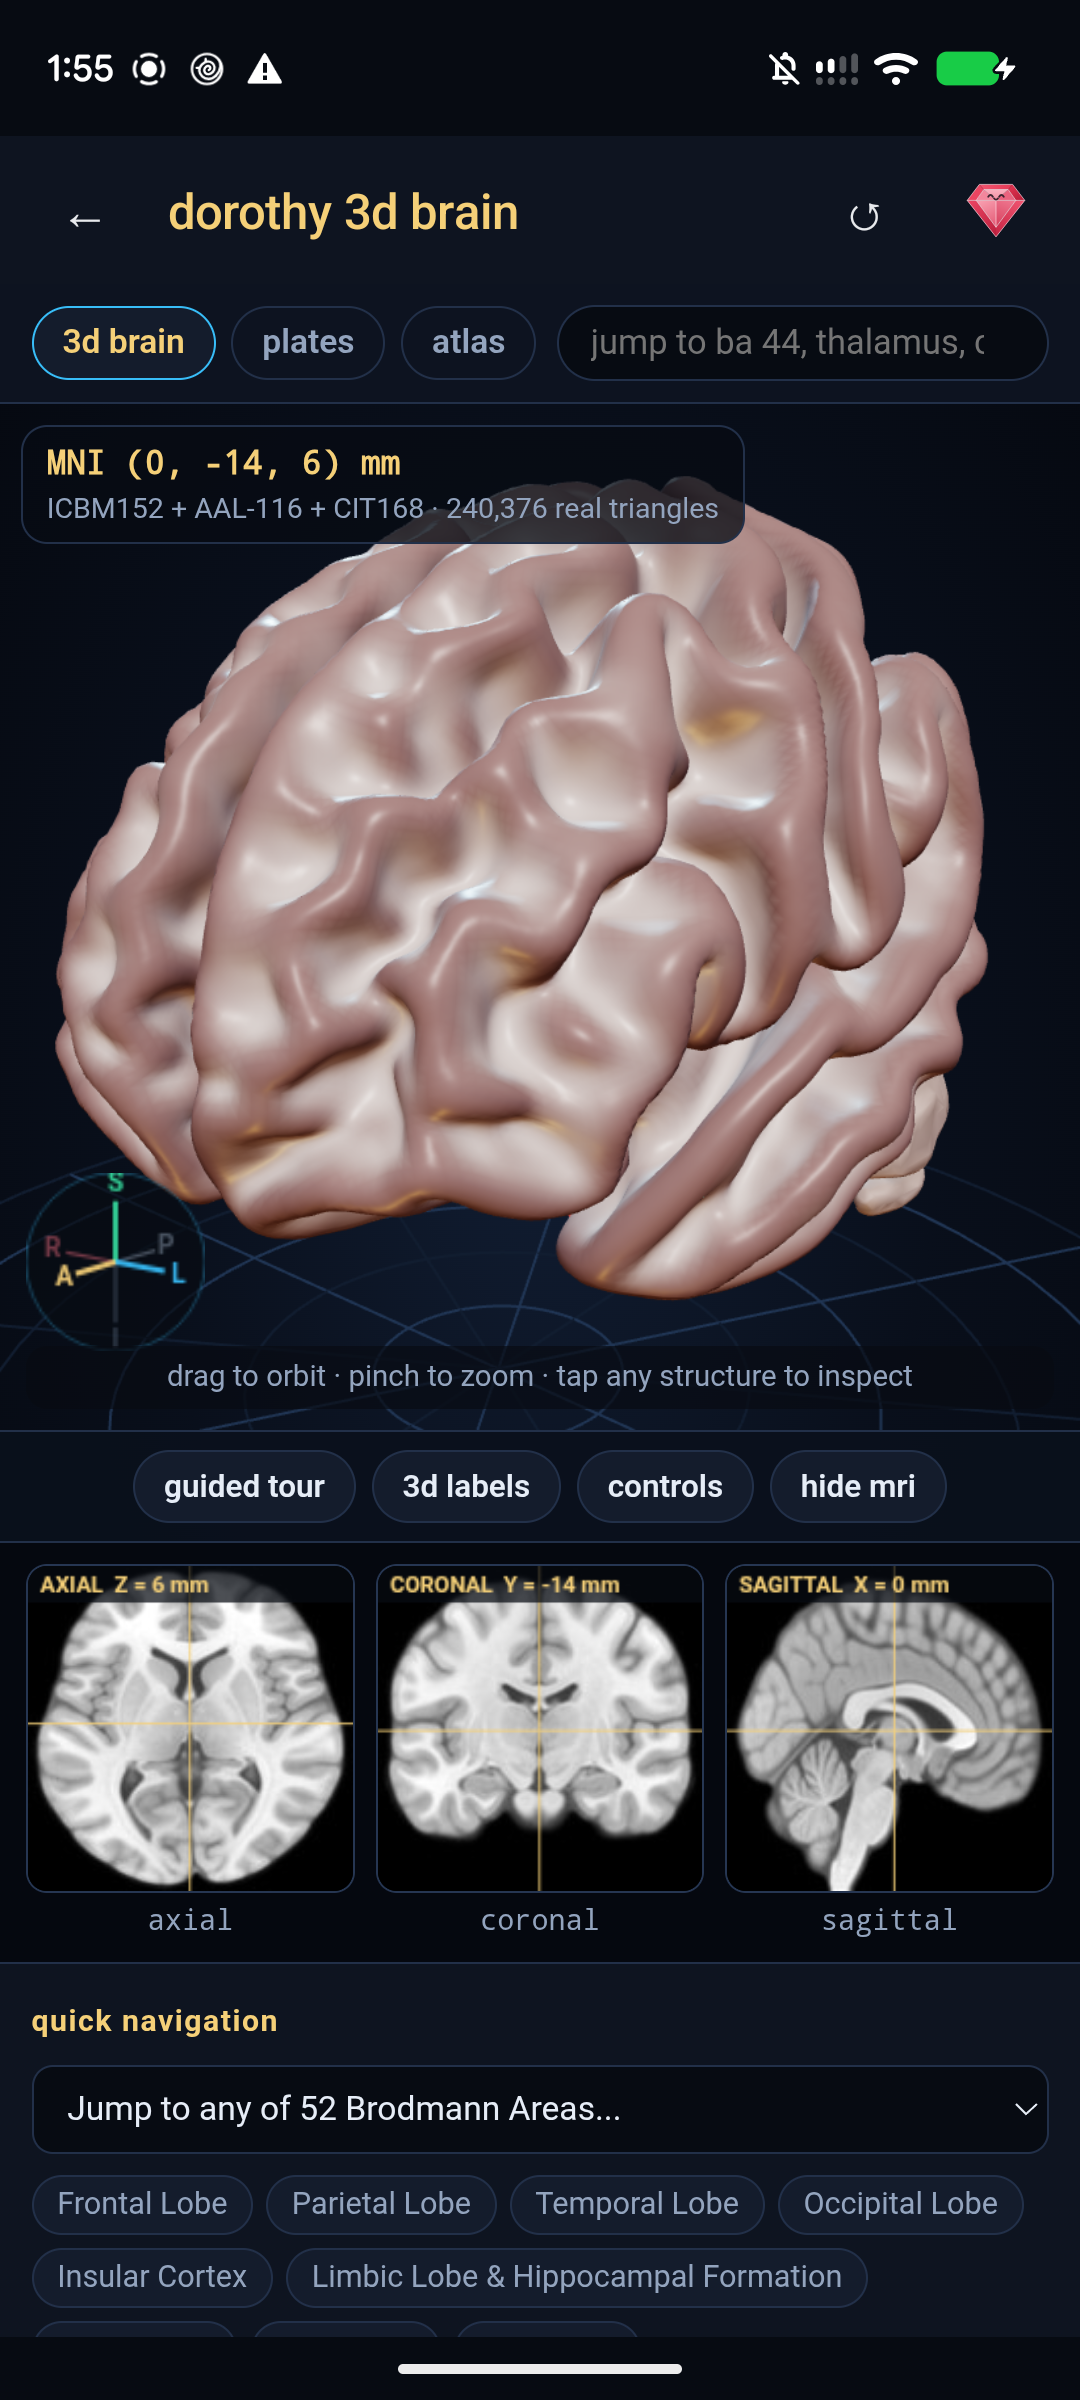 1:55
dorothy 3d brain
3d brain
plates
atlas
jump to ba 44, thalamus, c
MNI (0, -14, 6) mm
ICBM152 + AAL-116 + CIT168 · 240,376 real triangles
S
R
P
A
L
I
drag to orbit · pinch to zoom · tap any structure to inspect
guided tour
3d labels
controls
hide mri
AXIAL Z = 6 mm
CORONAL Y = -14 mm
SAGITTAL X = 0 mm
axial
coronal
sagittal
quick navigation
Jump to any of 52 Brodmann Areas...
Frontal Lobe
Parietal Lobe
Temporal Lobe
Occipital Lobe
Insular Cortex
Limbic Lobe & Hippocampal Formation